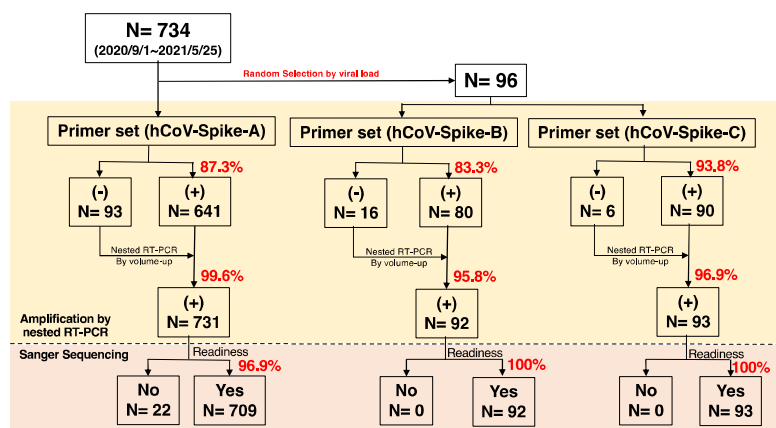 N= 734
(2020/9/1~2021/5/25)
Random Selection by viral load
N= 96
Primer set (hCoV-Spike-A)
Primer set (hCoV-Spike-B)
Primer set (hCoV-Spike-C)
87.3%
83.3%
93.8%
(-)
N= 93
(+)
N= 641
(-)
N= 16
(+)
N= 80
(-)
N= 6
(+)
N= 90
Nested RT-PCR
By volume-up
Nested RT-PCR
By volume-up
Nested RT-PCR
By volume-up
99.6%
95.8%
96.9%
(+)
N= 731
(+)
N= 92
(+)
N= 93
Amplification by
nested RT-PCR
Sanger Sequencing
Readiness
96.9%
Readiness
100%
Readiness
100%
No
N= 22
Yes
N= 709
No
N= 0
Yes
N= 92
No
N= 0
Yes
N= 93